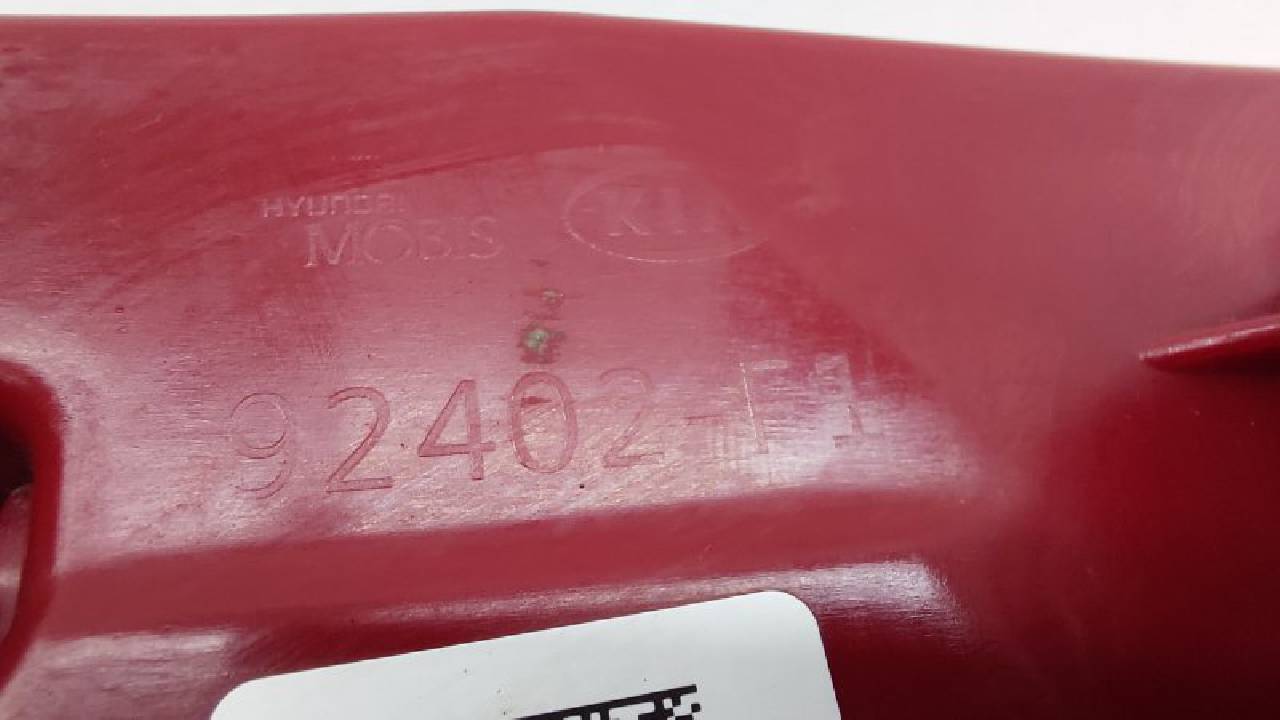 HYUNDAI
MOBIS
KIA
92402-F1